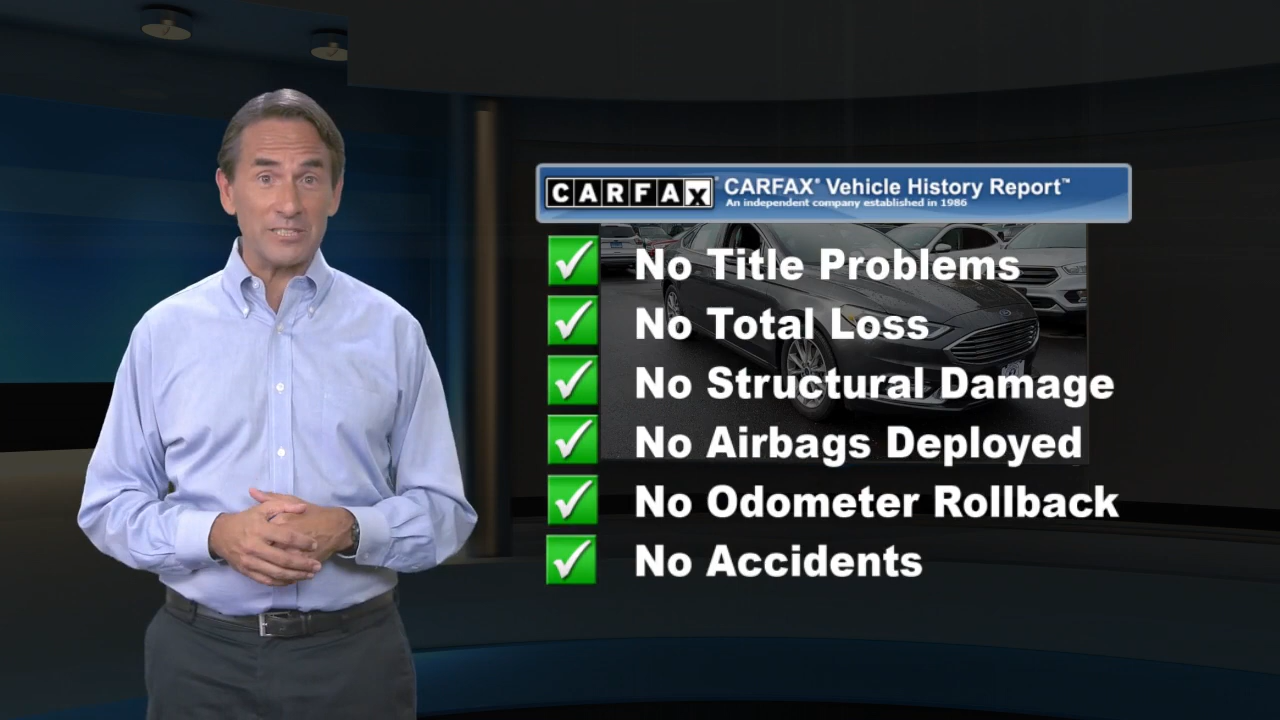 CARFAX
CARFAX® Vehicle History Report™
An independent company established in 1986
No Title Problems
No Total Loss
No Structural Damage
No Airbags Deployed
No Odometer Rollback
No Accidents